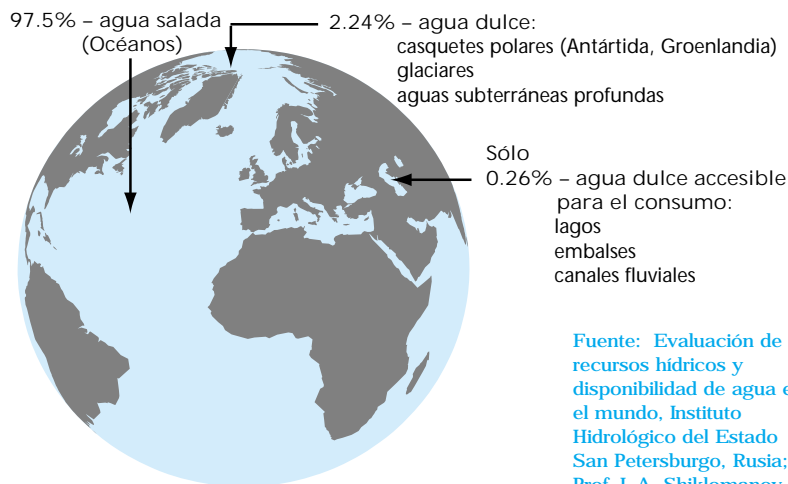 97.5% – agua salada
(Océanos)
2.24% – agua dulce:
casquetes polares (Antártida, Groenlandia)
glaciares
aguas subterráneas profundas
Sólo
0.26% – agua dulce accesible
para el consumo:
lagos
embalses
canales fluviales
Fuente: Evaluación de
recursos hídricos y
disponibilidad de agua e
el mundo, Instituto
Hidrológico del Estado
San Petersburgo, Rusia;
Prof. I. A. Shiklomanov